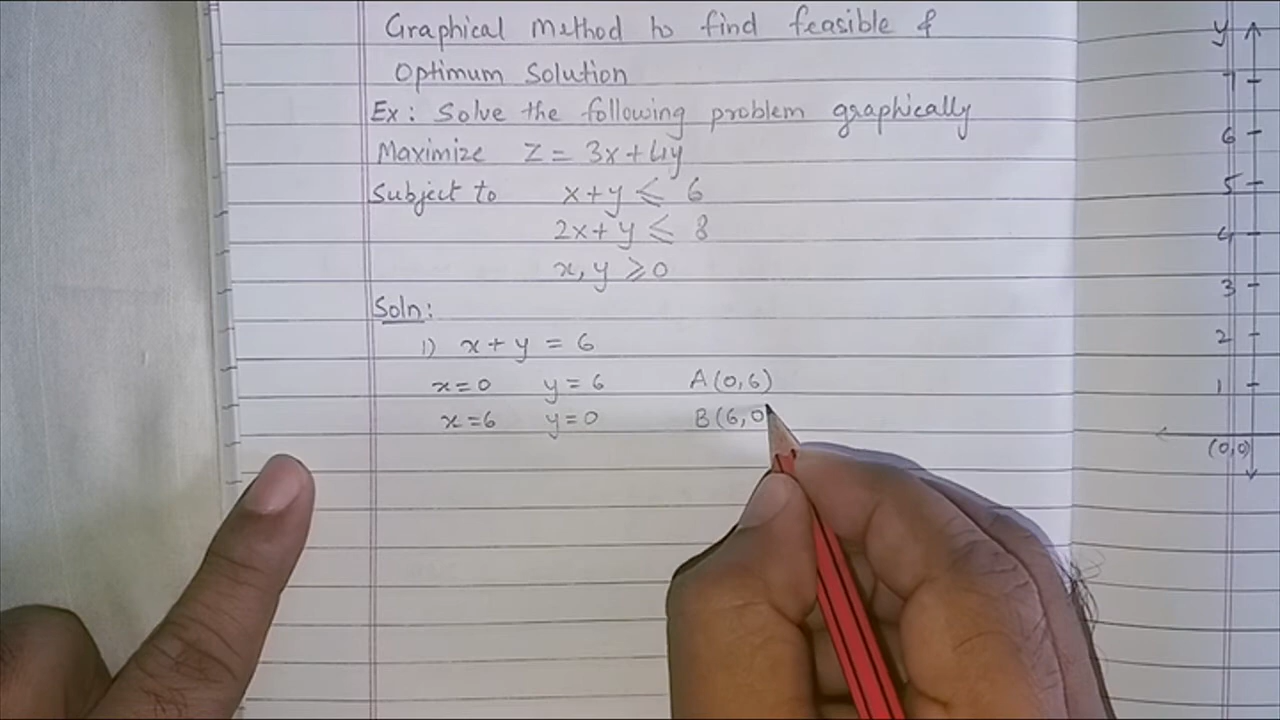 Graphical Method to find feasible &
Optimum Solution
Ex: Solve the following problem graphically
Maximize Z = 3x + 4y
Subject to x + y ≤ 6
2x + y ≤ 8
x, y ≥ 0
Soln:
1) x + y = 6
x = 0 y = 6 A(0,6)
x = 6 y = 0 B(6,0
y
7
6
5
4
3
2
1
(0,0)